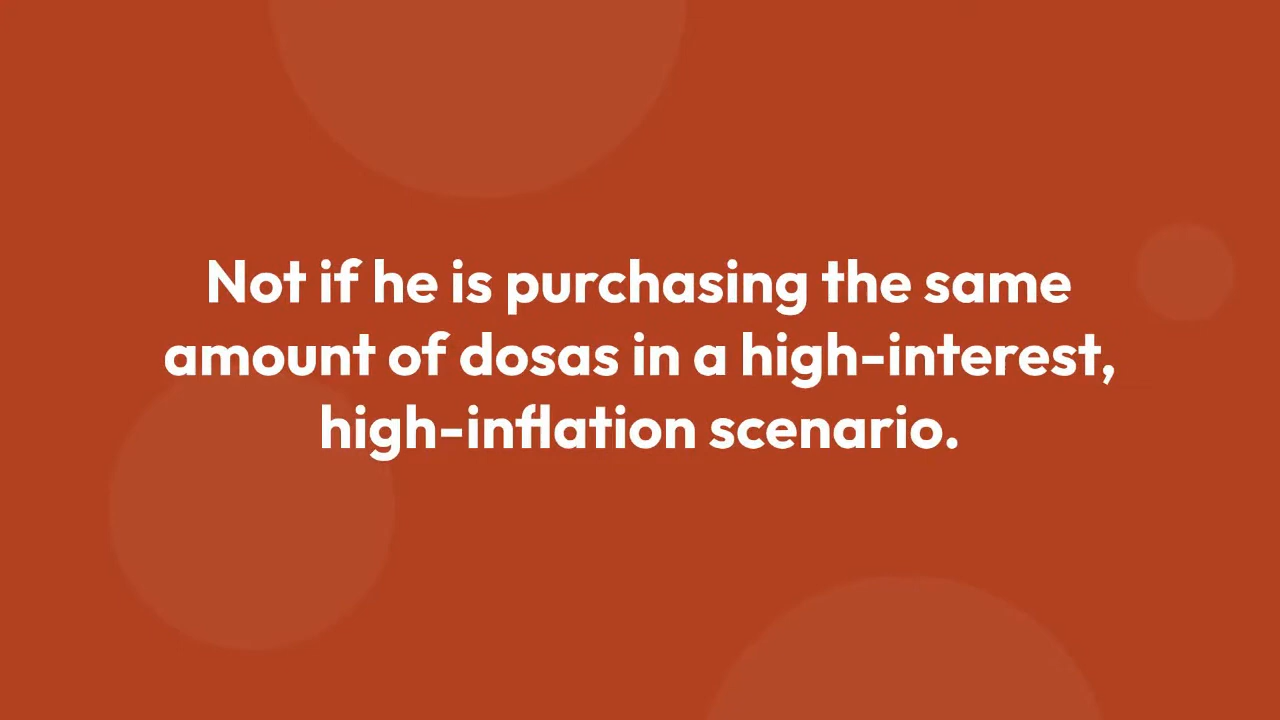 Not if he is purchasing the same
amount of dosas in a high-interest,
high-inflation scenario.